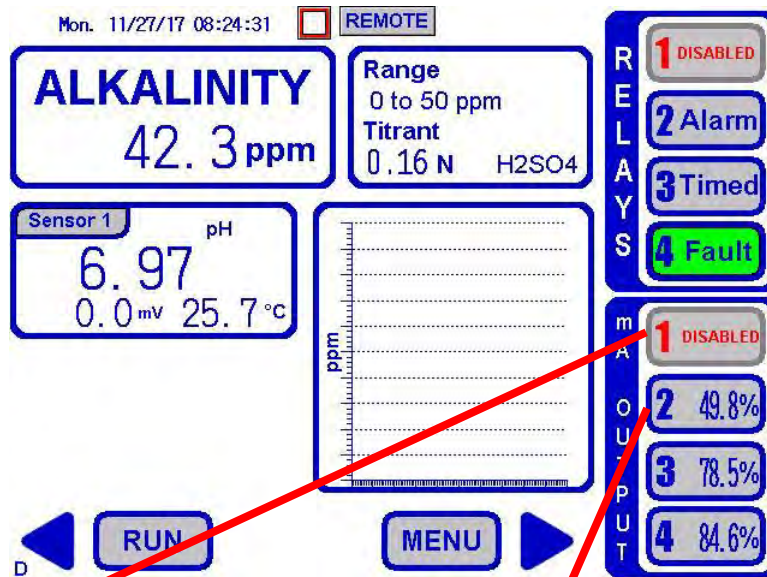 Mon. 11/27/17 08:24:31 REMOTE
ALKALINITY
42.3 ppm
Range
0 to 50 ppm
Titrant
0.16 N H2SO4
Sensor 1
pH
6.97
0.0 mV 25.7 °C
ppm
RUN
MENU
D
RELAYS
1 DISABLED
2 Alarm
3 Timed
4 Fault
mA OUTPUT
1 DISABLED
2 49.8%
3 78.5%
4 84.6%